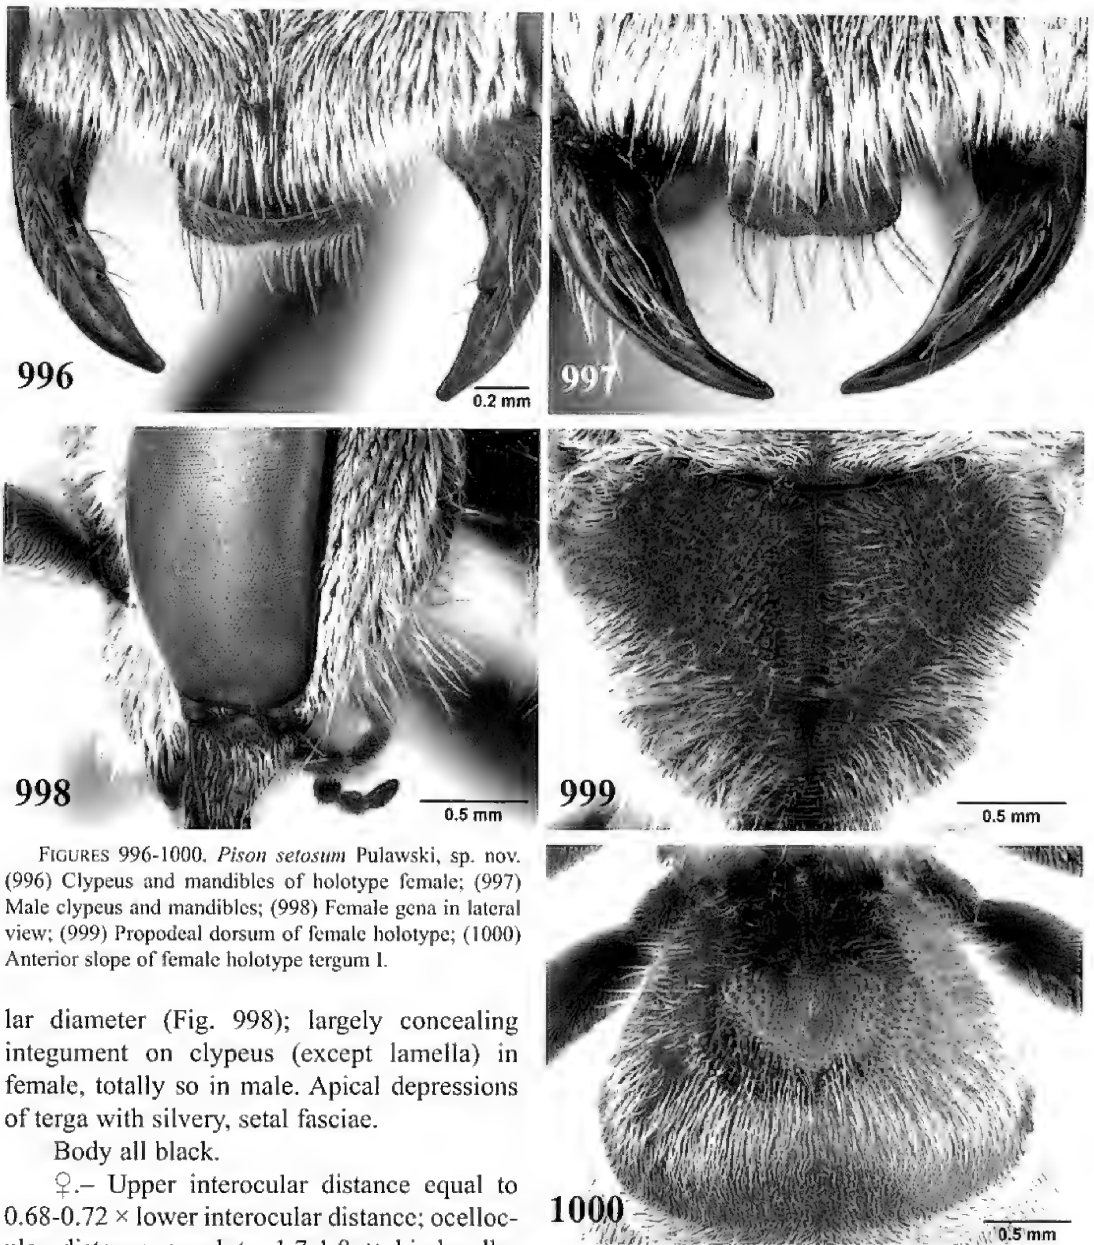 996
0.2 mm
997
998
0.5 mm
999
0.5 mm
FIGURES 996-1000. Pison setosum Pulawski, sp. nov.
(996) Clypeus and mandibles of holotype female; (997)
Male clypeus and mandibles; (998) Female gena in lateral
view; (999) Propodeal dorsum of female holotype; (1000)
Anterior slope of female holotype tergum I.
lar diameter (Fig. 998); largely concealing
integument on clypeus (except lamella) in
female, totally so in male. Apical depressions
of terga with silvery, setal fasciae.
Body all black.
♀.– Upper interocular distance equal to
0.68-0.72 × lower interocular distance; ocelloc-
1000
0.5 mm